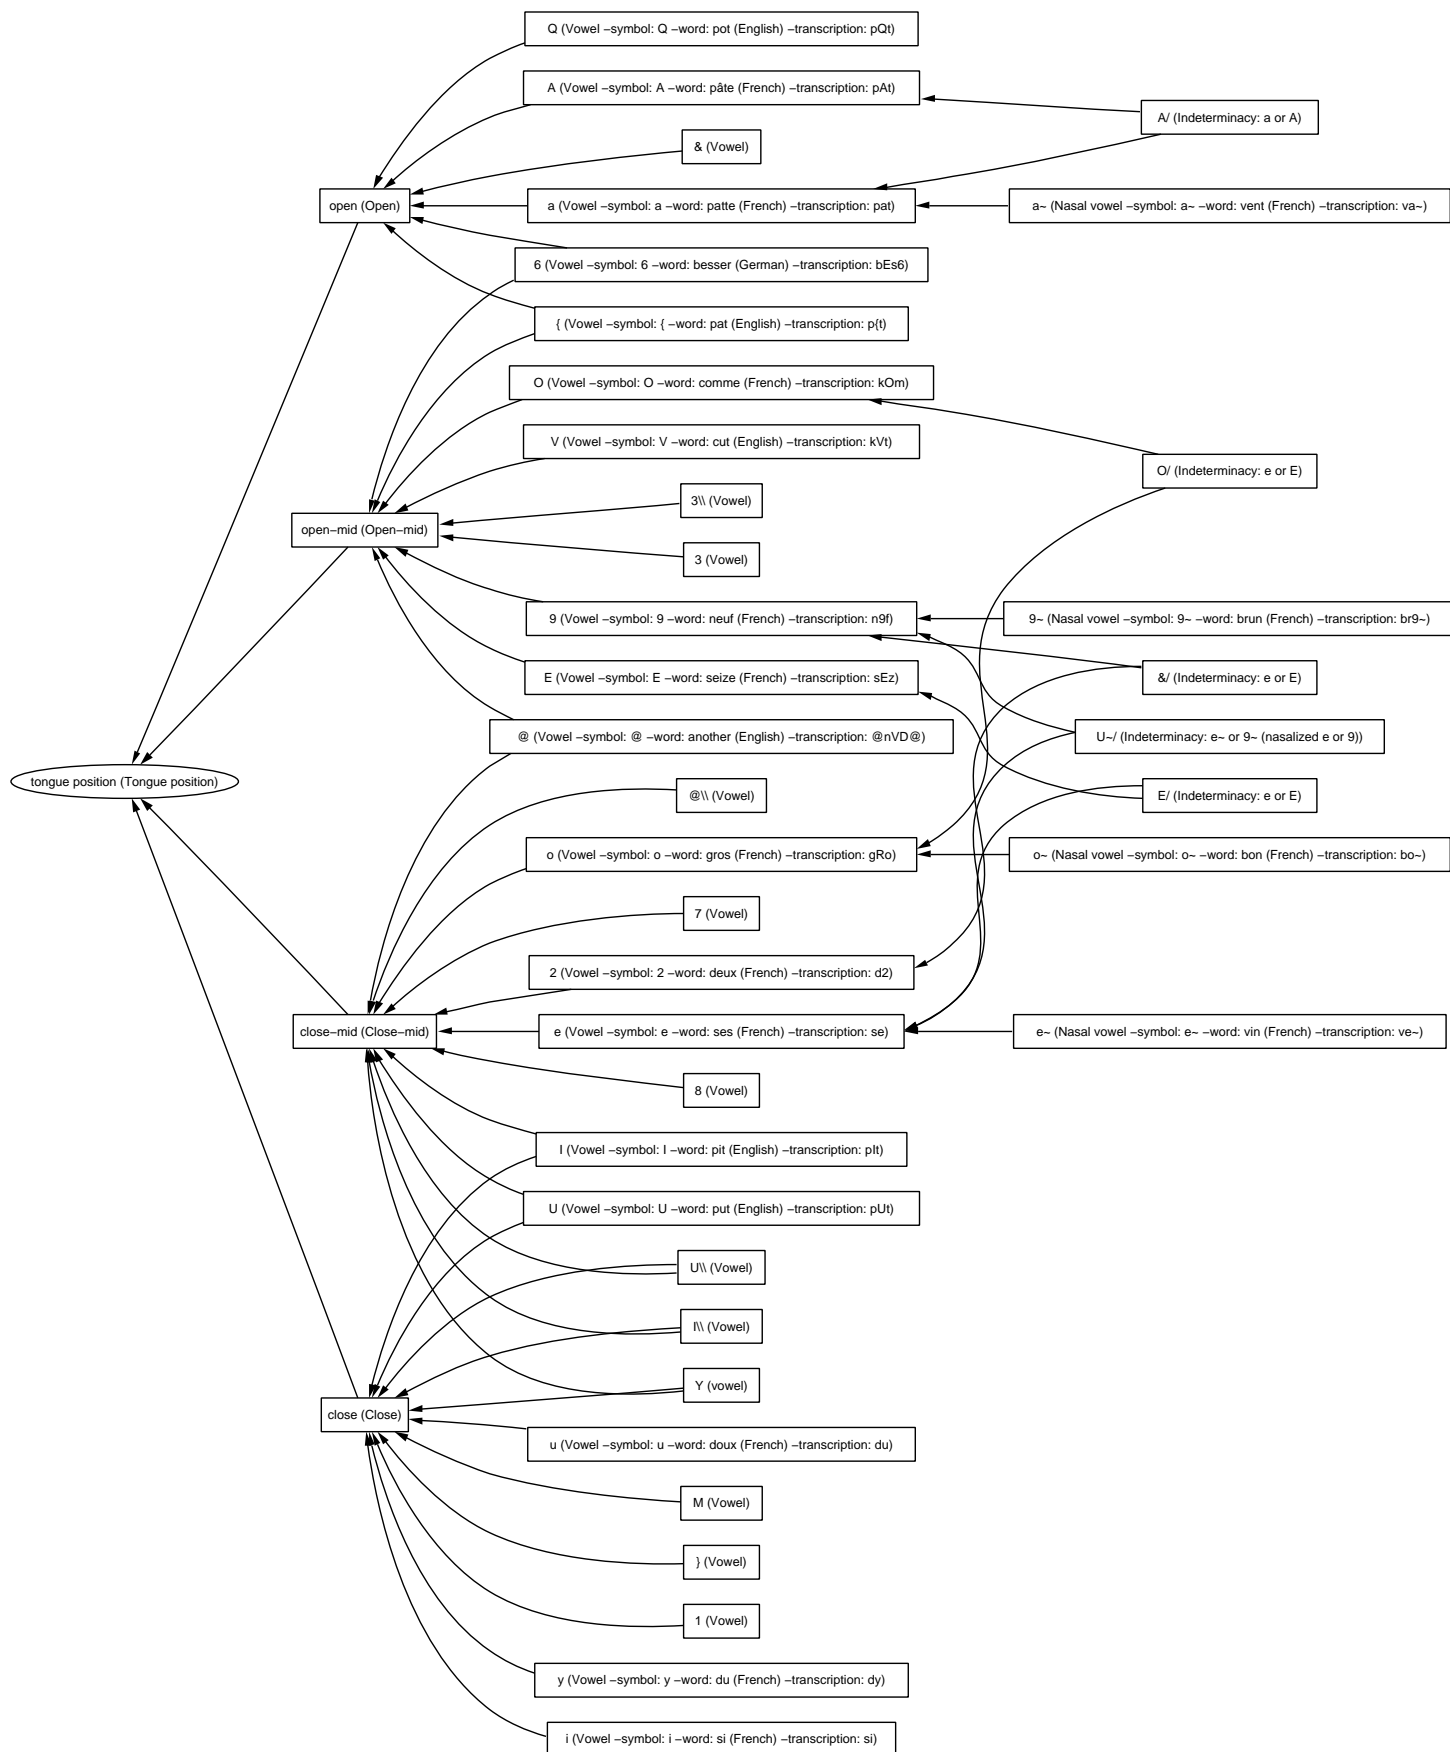 Q (Vowel –symbol: Q –word: pot (English) –transcription: pQt)
A (Vowel –symbol: A –word: pâte (French) –transcription: pAt)
A/ (Indeterminacy: a or A)
& (Vowel)
open (Open)
a (Vowel –symbol: a –word: patte (French) –transcription: pat)
a~ (Nasal vowel –symbol: a~ –word: vent (French) –transcription: va~)
6 (Vowel –symbol: 6 –word: besser (German) –transcription: bEs6)
{ (Vowel –symbol: { –word: pat (English) –transcription: p{t)
O (Vowel –symbol: O –word: comme (French) –transcription: kOm)
V (Vowel –symbol: V –word: cut (English) –transcription: kVt)
O/ (Indeterminacy: e or E)
3\\ (Vowel)
open–mid (Open–mid)
3 (Vowel)
9 (Vowel –symbol: 9 –word: neuf (French) –transcription: n9f)
9~ (Nasal vowel –symbol: 9~ –word: brun (French) –transcription: br9~)
E (Vowel –symbol: E –word: seize (French) –transcription: sEz)
&/ (Indeterminacy: e or E)
@ (Vowel –symbol: @ –word: another (English) –transcription: @nVD@)
U~/ (Indeterminacy: e~ or 9~ (nasalized e or 9))
tongue position (Tongue position)
@\\ (Vowel)
E/ (Indeterminacy: e or E)
o (Vowel –symbol: o –word: gros (French) –transcription: gRo)
o~ (Nasal vowel –symbol: o~ –word: bon (French) –transcription: bo~)
7 (Vowel)
2 (Vowel –symbol: 2 –word: deux (French) –transcription: d2)
close–mid (Close–mid)
e (Vowel –symbol: e –word: ses (French) –transcription: se)
e~ (Nasal vowel –symbol: e~ –word: vin (French) –transcription: ve~)
8 (Vowel)
I (Vowel –symbol: I –word: pit (English) –transcription: pIt)
U (Vowel –symbol: U –word: put (English) –transcription: pUt)
U\\ (Vowel)
I\\ (Vowel)
Y (vowel)
close (Close)
u (Vowel –symbol: u –word: doux (French) –transcription: du)
M (Vowel)
} (Vowel)
1 (Vowel)
y (Vowel –symbol: y –word: du (French) –transcription: dy)
i (Vowel –symbol: i –word: si (French) –transcription: si)